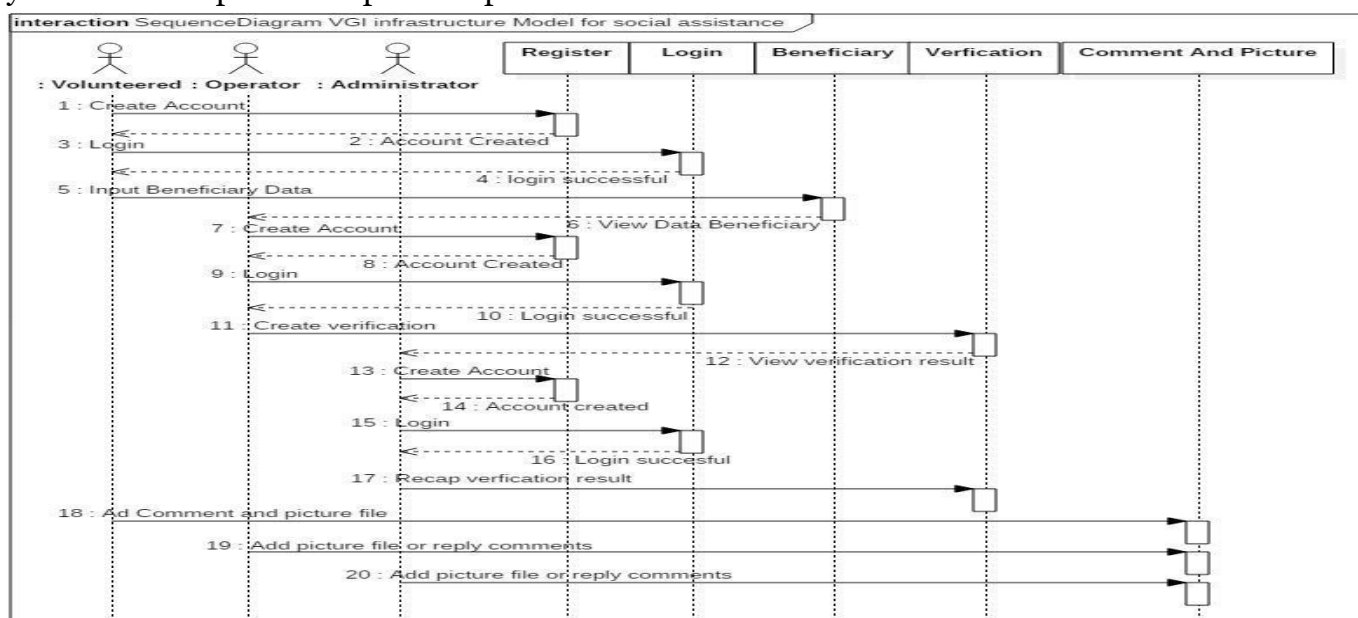 interaction SequenceDiagram VGI infrastructure Model for social assistance
Register Login Beneficiary Verfication Comment And Picture
: Volunteered : Operator : Administrator
1 : Create Account
2 : Account Created
3 : Login
4 : login successful
5 : Input Beneficiary Data
6 : View Data Beneficiary
7 : Create Account
8 : Account Created
9 : Login
10 : Login successful
11 : Create verification
12 : View verification result
13 : Create Account
14 : Account created
15 : Login
16 : Login succesful
17 : Recap verfication result
18 : Ad Comment and picture file
19 : Add picture file or reply comments
20 : Add picture file or reply comments